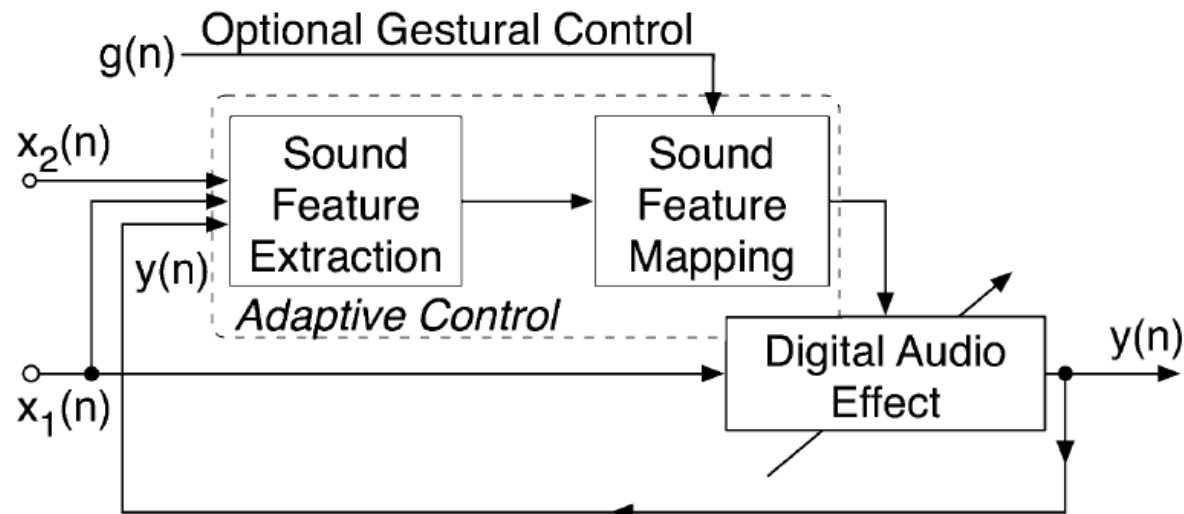 Optional Gestural Control
g(n)
x2(n)
Sound
Feature
Extraction
Sound
Feature
Mapping
y(n)
Adaptive Control
x1(n)
Digital Audio
Effect
y(n)